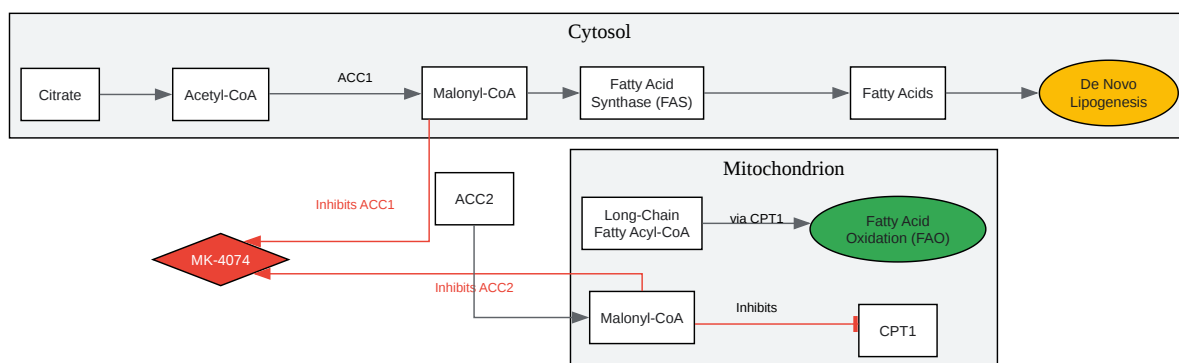 Cytosol
Citrate
Acetyl-CoA
ACC1
Malonyl-CoA
Fatty Acid
Synthase (FAS)
Fatty Acids
De Novo
Lipogenesis
Mitochondrion
Inhibits ACC1
ACC2
Long-Chain
Fatty Acyl-CoA
via CPT1
Fatty Acid
Oxidation (FAO)
MK-4074
Inhibits ACC2
Malonyl-CoA
Inhibits
CPT1